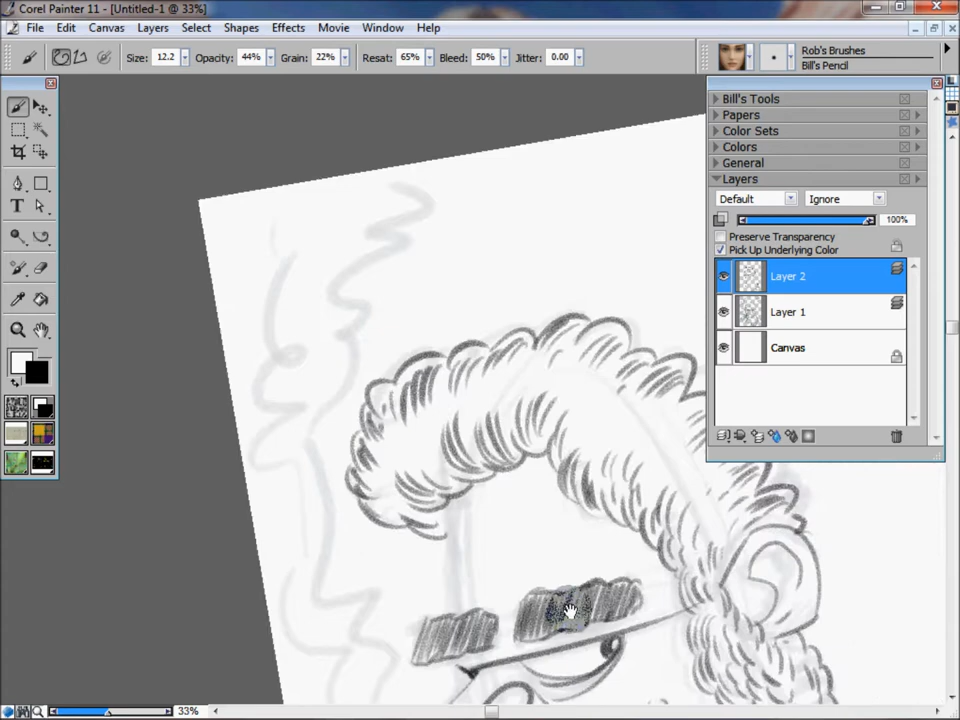 Corel Painter 11 - [Untitled-1 @ 33%]
File Edit Canvas Layers Select Shapes Effects Movie Window Help
Size: 12.2 Opacity: 44% Grain: 22% Resat: 65% Bleed: 50% Jitter: 0.00
Rob's Brushes
Bill's Pencil
Bill's Tools
Papers
Color Sets
Colors
General
Layers
Default Ignore
100%
Preserve Transparency
Pick Up Underlying Color
Layer 2
Layer 1
Canvas
33%